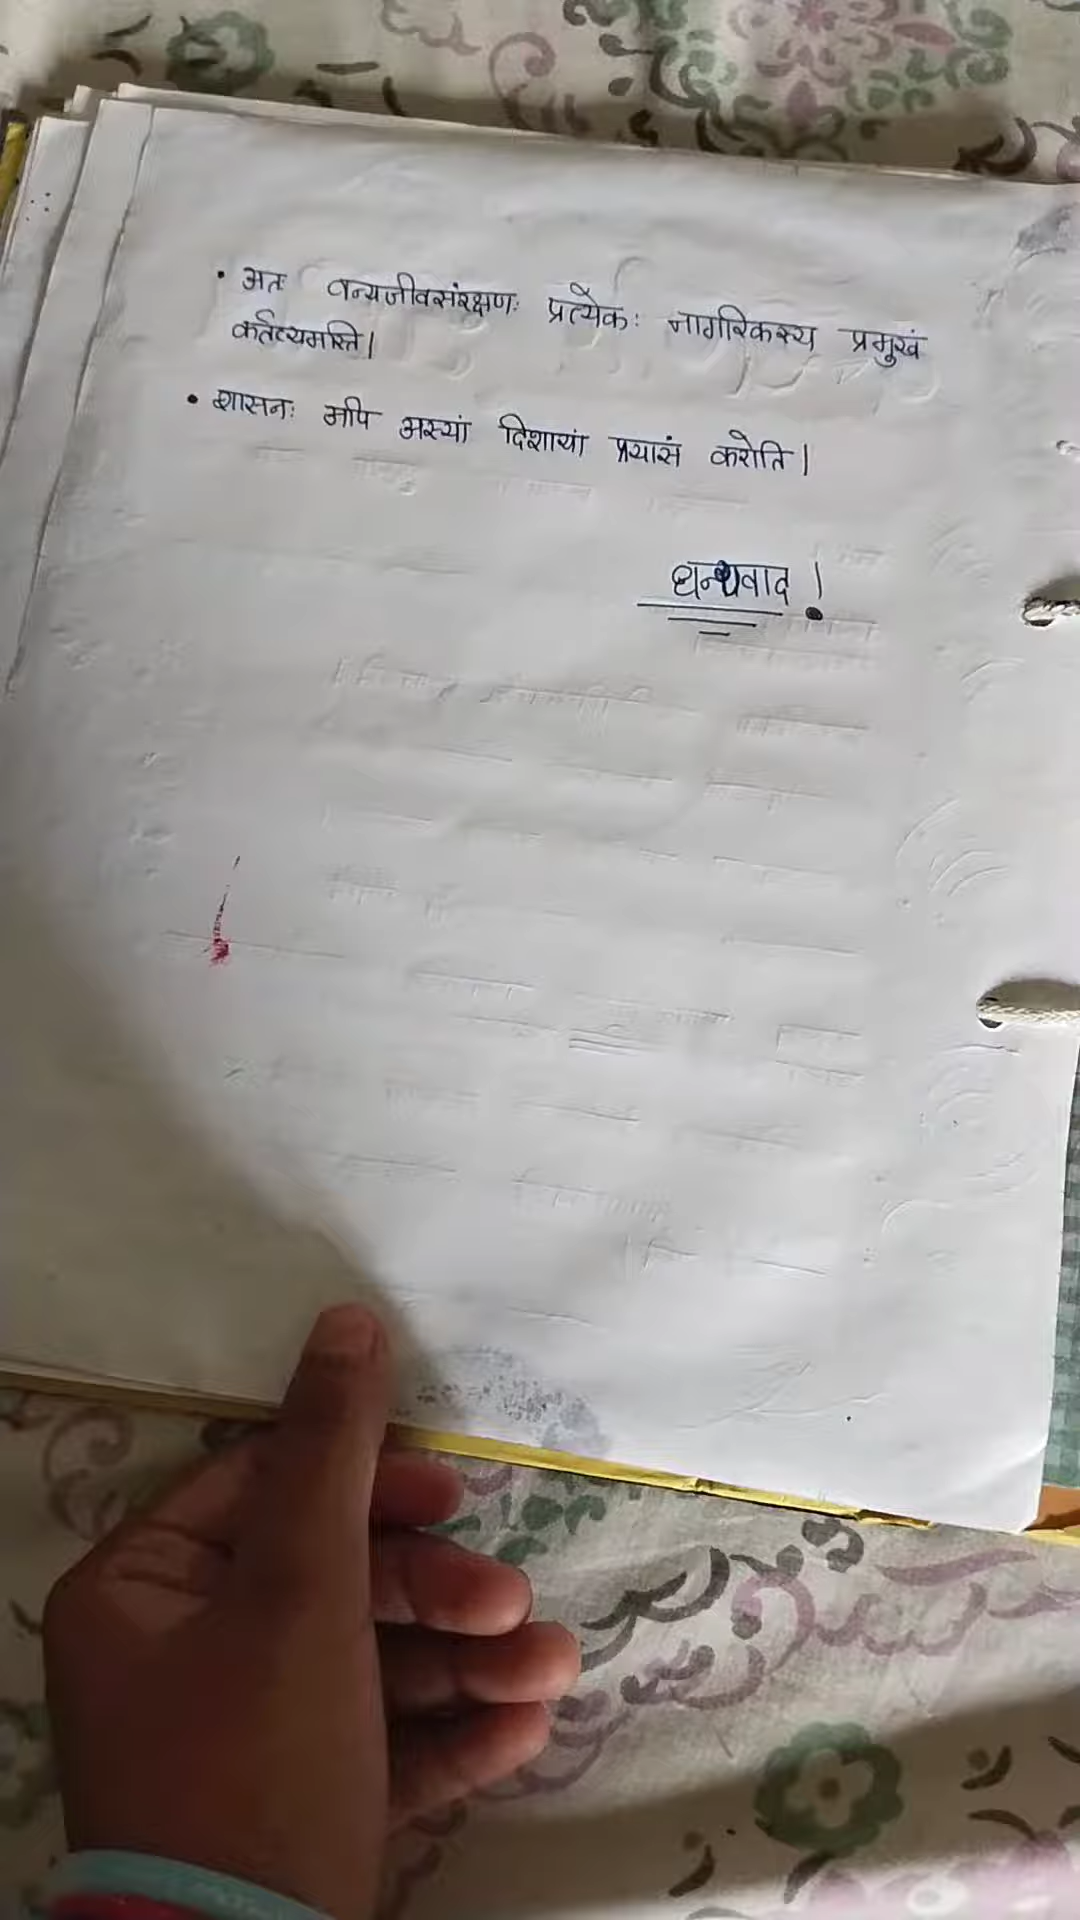 • अतः वन्यजीवसंरक्षणः प्रत्येकः नागरिकस्य प्रमुखं
कर्तव्यमस्ति।
• शासनः अपि अस्यां दिशायां प्रयासं करोति।
धन्यवाद !